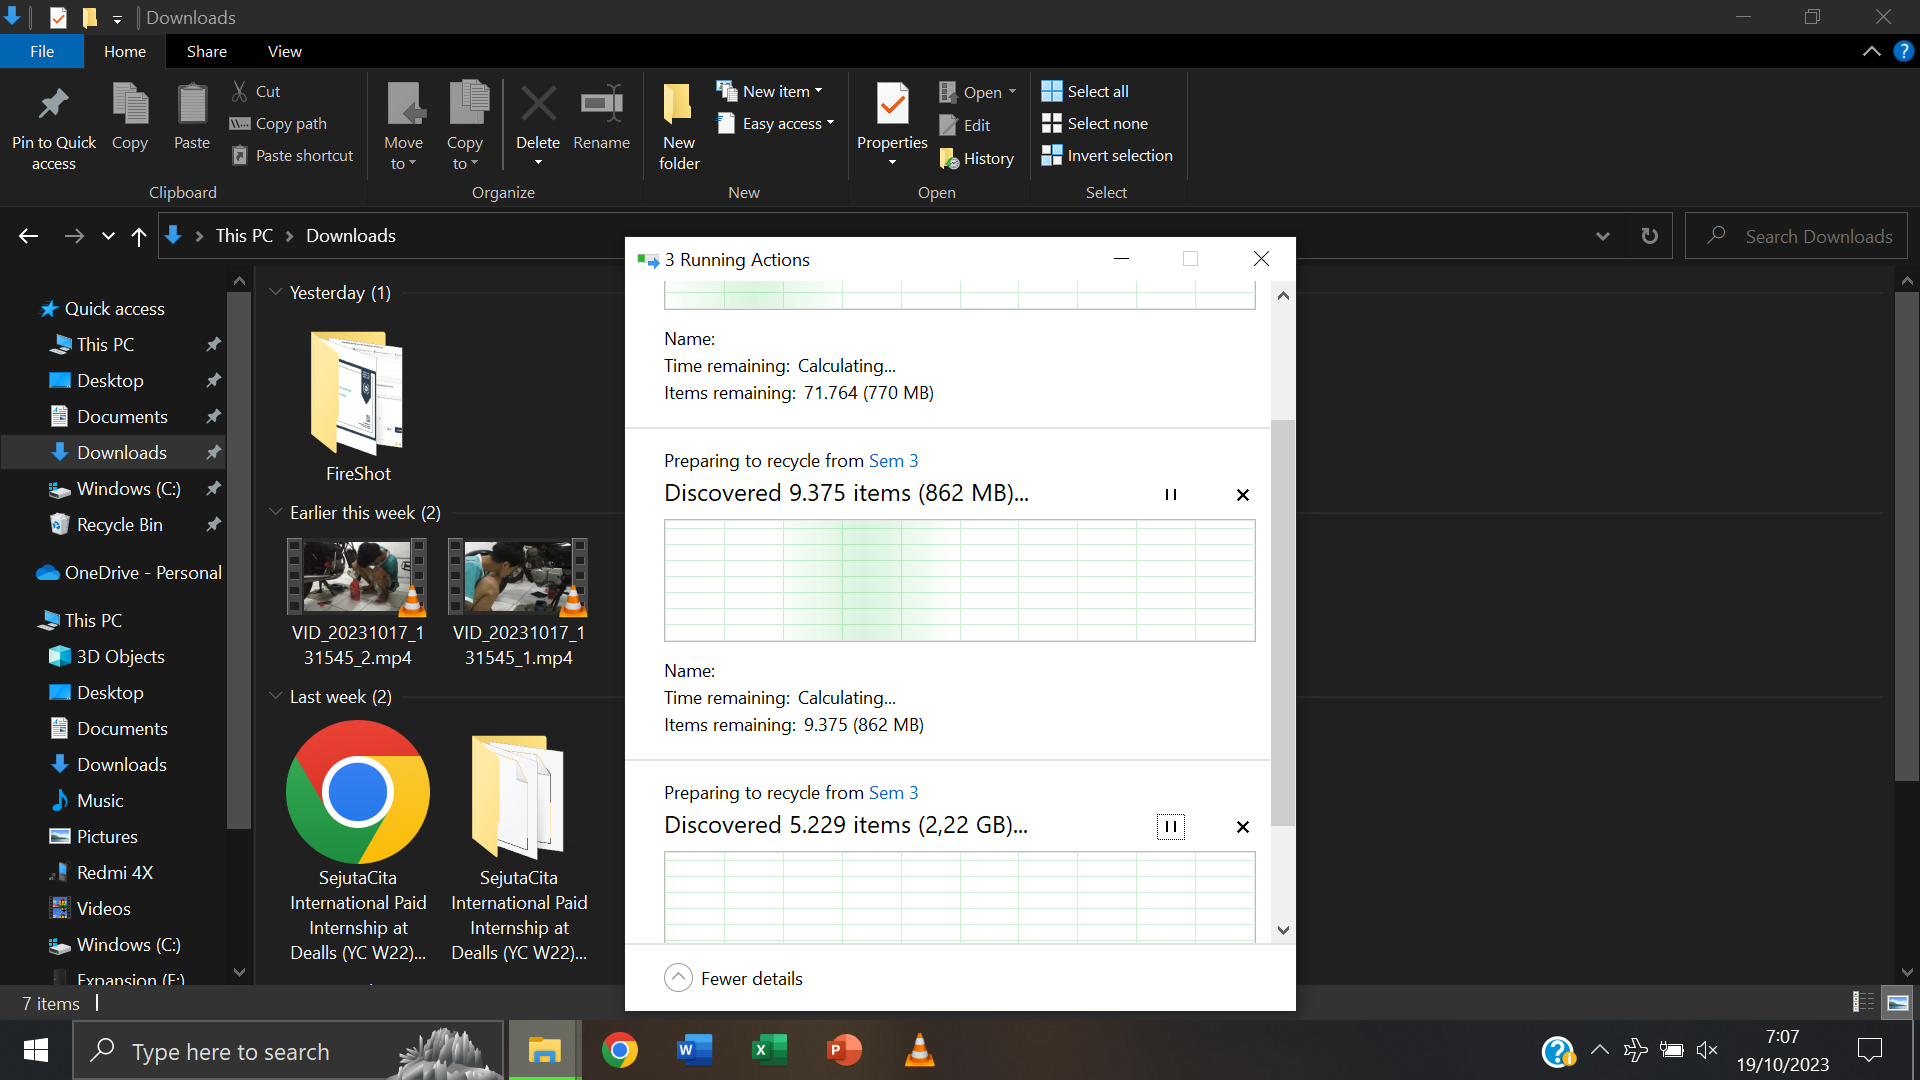 Downloads
File
Home
Share
View
Pin to Quick access
Copy
Paste
Cut
Copy path
Paste shortcut
Clipboard
Move to
Copy to
Delete
Rename
Organize
New folder
New item
Easy access
New
Properties
Open
Edit
History
Open
Select all
Select none
Invert selection
Select
This PC
Downloads
Search Downloads
Quick access
This PC
Desktop
Documents
Downloads
Windows (C:)
Recycle Bin
OneDrive - Personal
This PC
3D Objects
Desktop
Documents
Downloads
Music
Pictures
Redmi 4X
Videos
Windows (C:)
Expansion (E:)
Yesterday (1)
FireShot
Earlier this week (2)
VID_20231017_1
31545_2.mp4
VID_20231017_1
31545_1.mp4
Last week (2)
SejutaCita
International Paid
Internship at
Dealls (YC W22)...
SejutaCita
International Paid
Internship at
Dealls (YC W22)...
3 Running Actions
Name:
Time remaining: Calculating...
Items remaining: 71.764 (770 MB)
Preparing to recycle from Sem 3
Discovered 9.375 items (862 MB)...
Name:
Time remaining: Calculating...
Items remaining: 9.375 (862 MB)
Preparing to recycle from Sem 3
Discovered 5.229 items (2,22 GB)...
Fewer details
7 items
Type here to search
7:07
19/10/2023